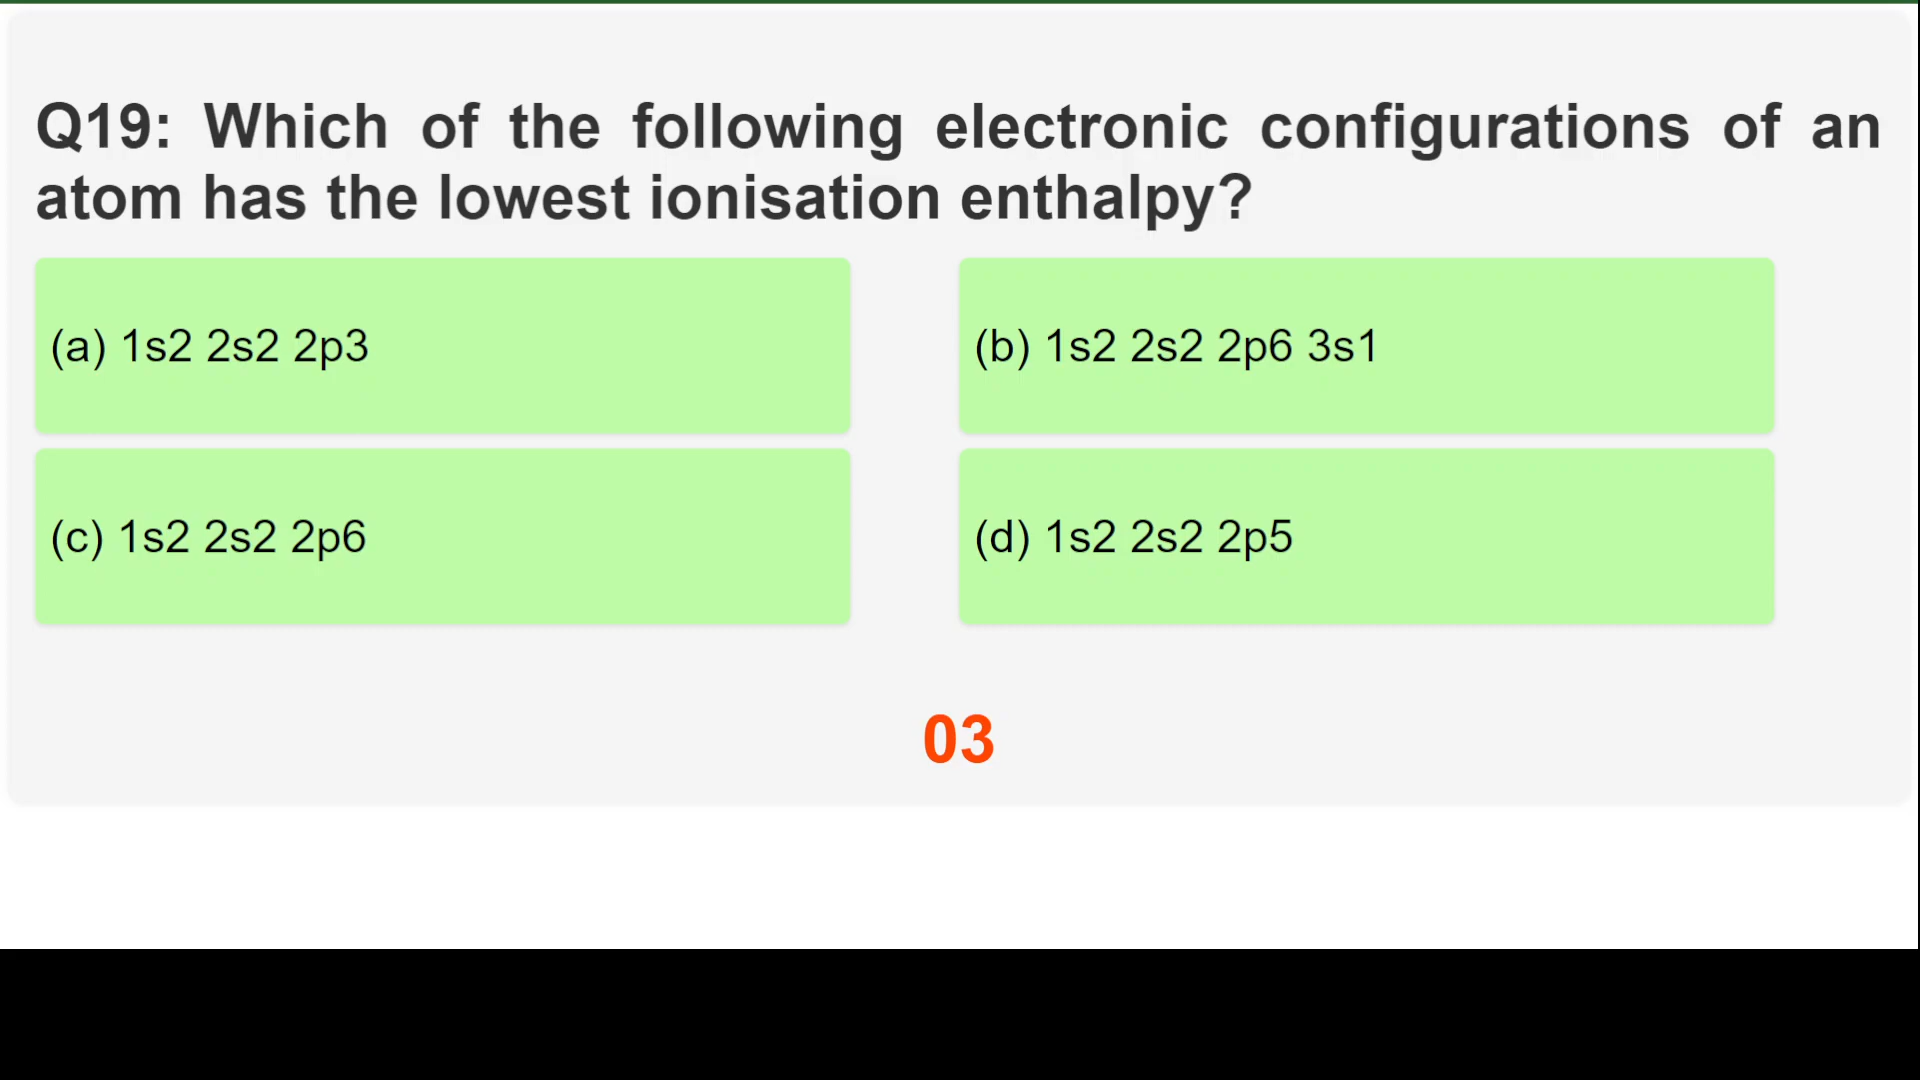 Q19: Which of the following electronic configurations of an
atom has the lowest ionisation enthalpy?
(a) 1s2 2s2 2p3
(b) 1s2 2s2 2p6 3s1
(c) 1s2 2s2 2p6
(d) 1s2 2s2 2p5
03